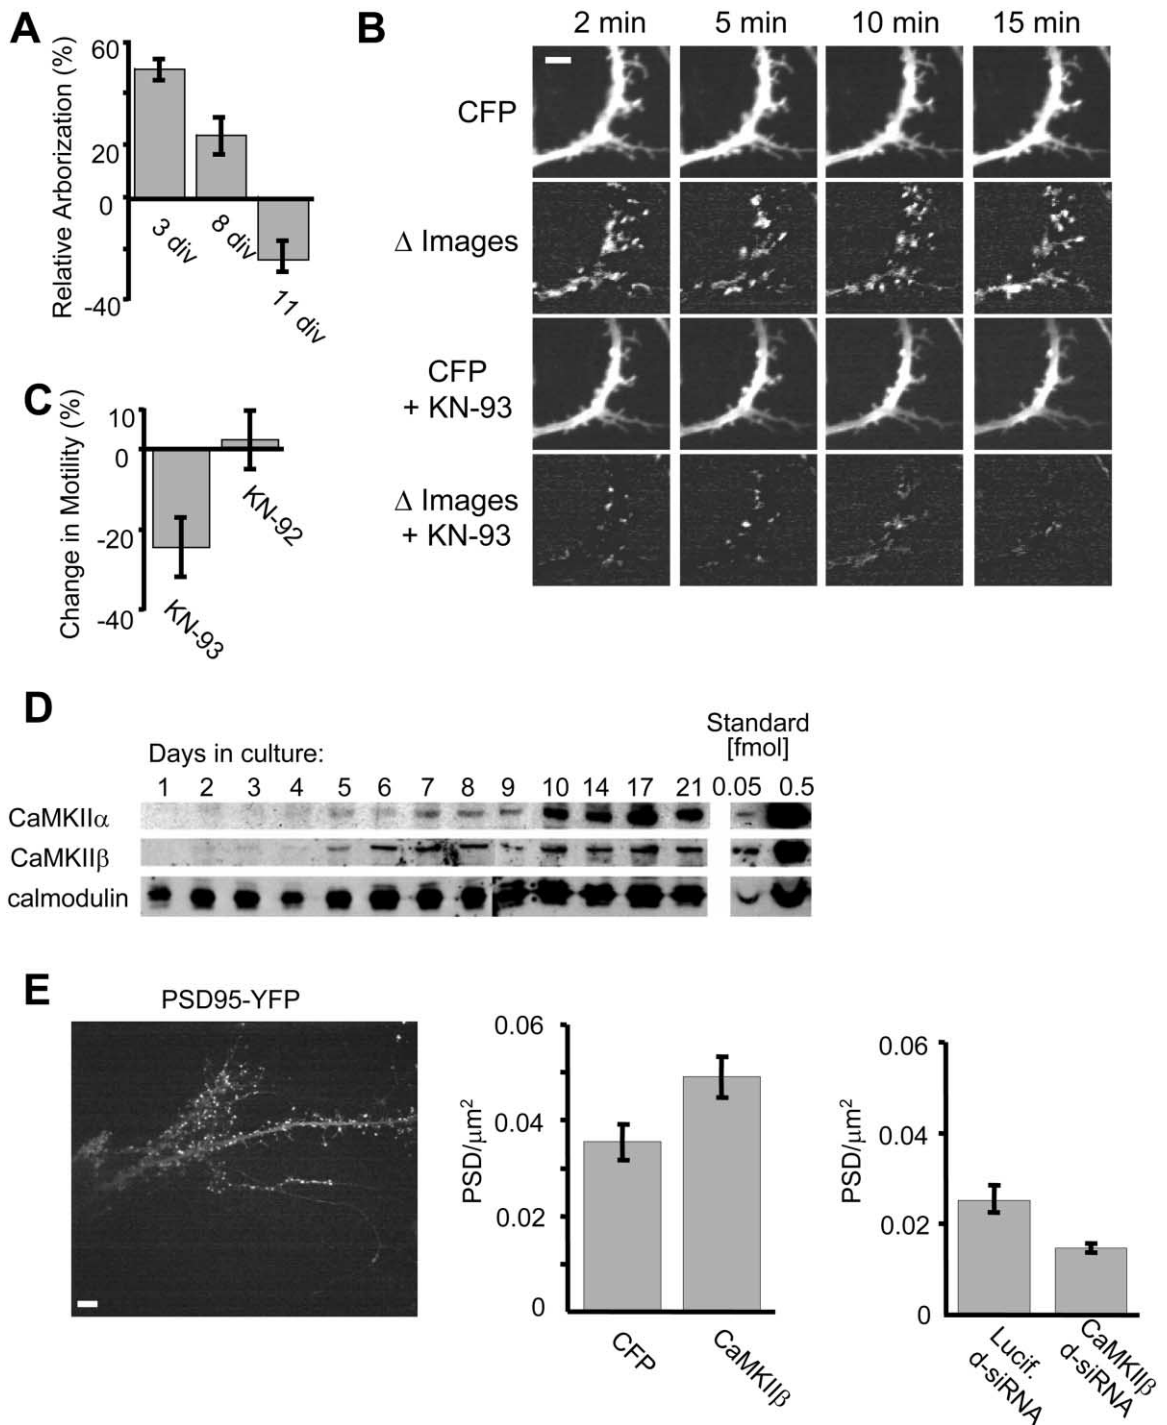 A
Relative Arborization (%)
60
20
0
-40
3 div
8 div
11 div
B
2 min
5 min
10 min
15 min
CFP
Δ Images
CFP
+ KN-93
Δ Images
+ KN-93
C
Change in Motility (%)
10
0
-20
-40
KN-93
KN-92
D
Standard
[fmol]
Days in culture:
1 2 3 4 5 6 7 8 9 10 14 17 21 0.05 0.5
CaMKIIα
CaMKIIβ
calmodulin
E
PSD95-YFP
PSD/μm²
0.06
0.04
0.02
0
CFP
CaMKIIβ
PSD/μm²
0.06
0.04
0.02
0
Lucif.
d-siRNA
CaMKIIβ
d-siRNA